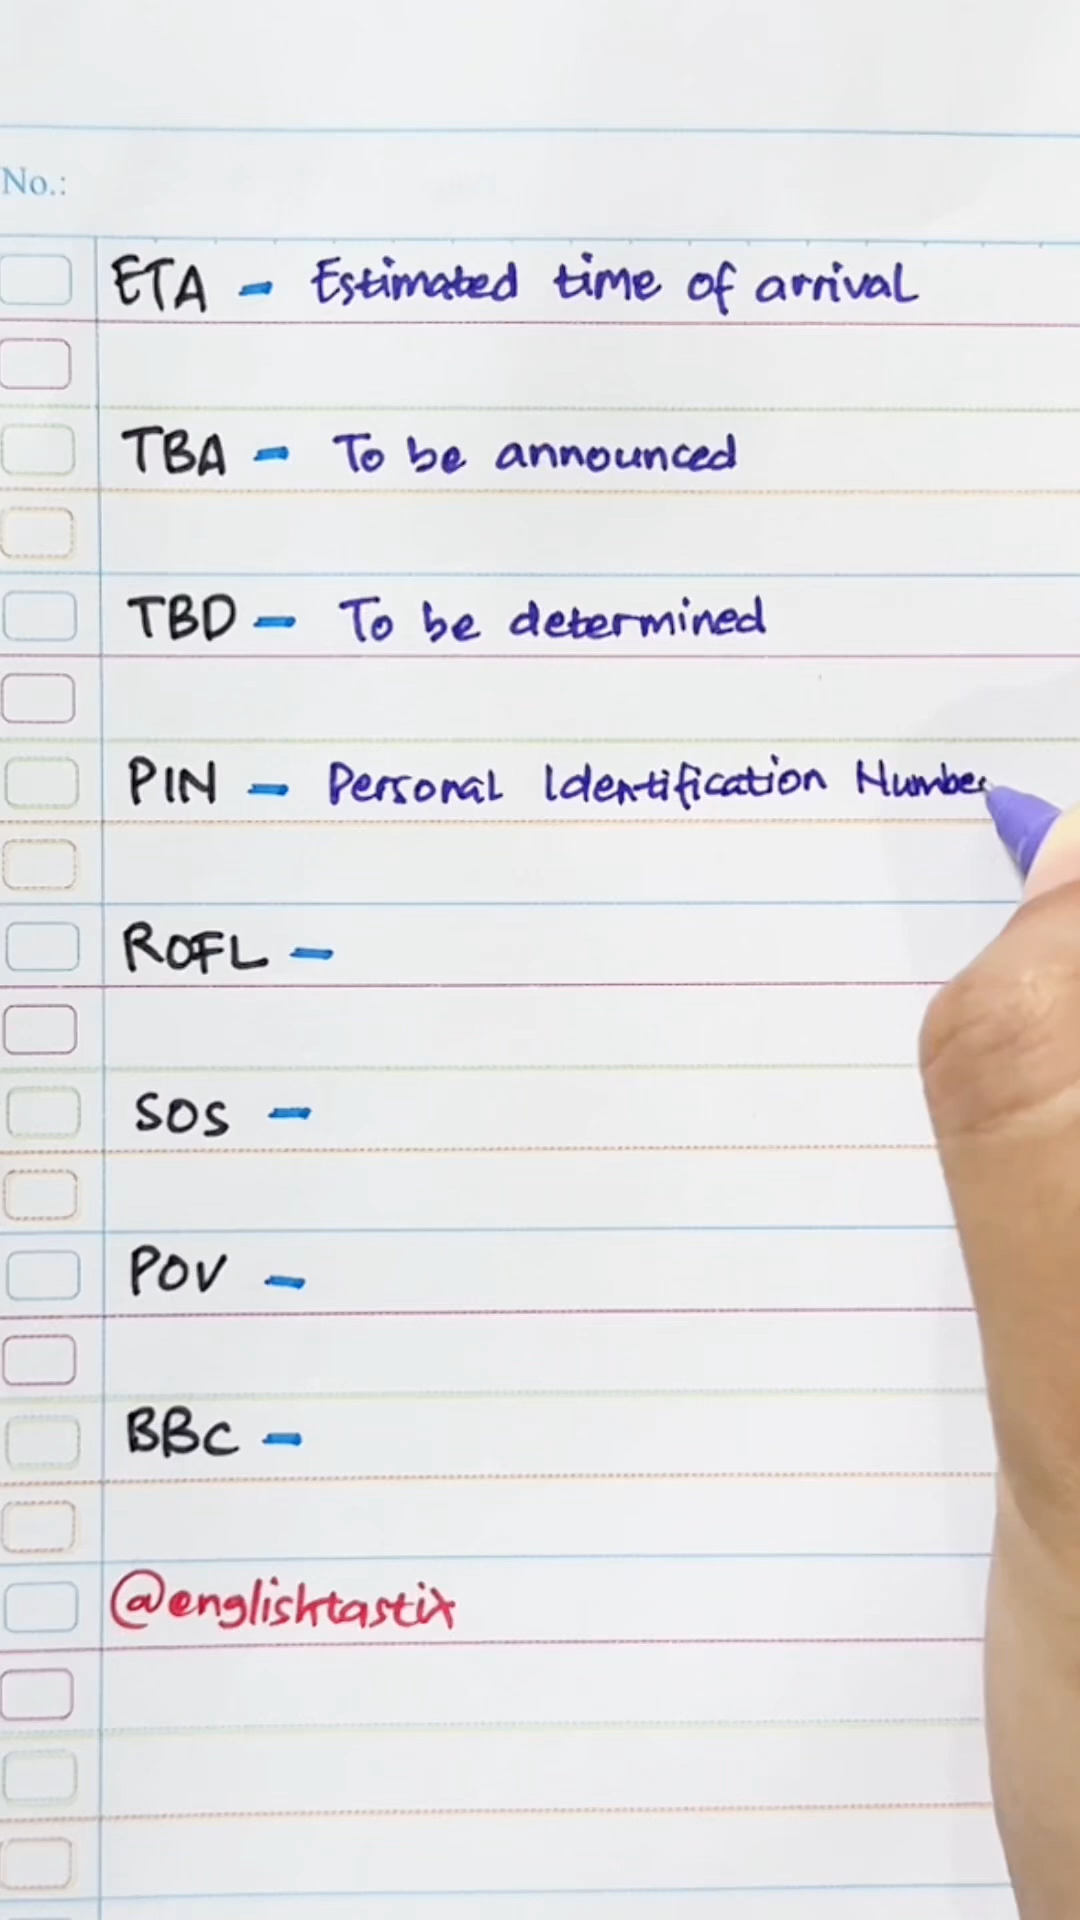 No.:
ETA - Estimated time of arrival
TBA - To be announced
TBD - To be determined
PIN - Personal Identification Number
ROFL -
SOS -
POV -
BBC -
@englishtastix